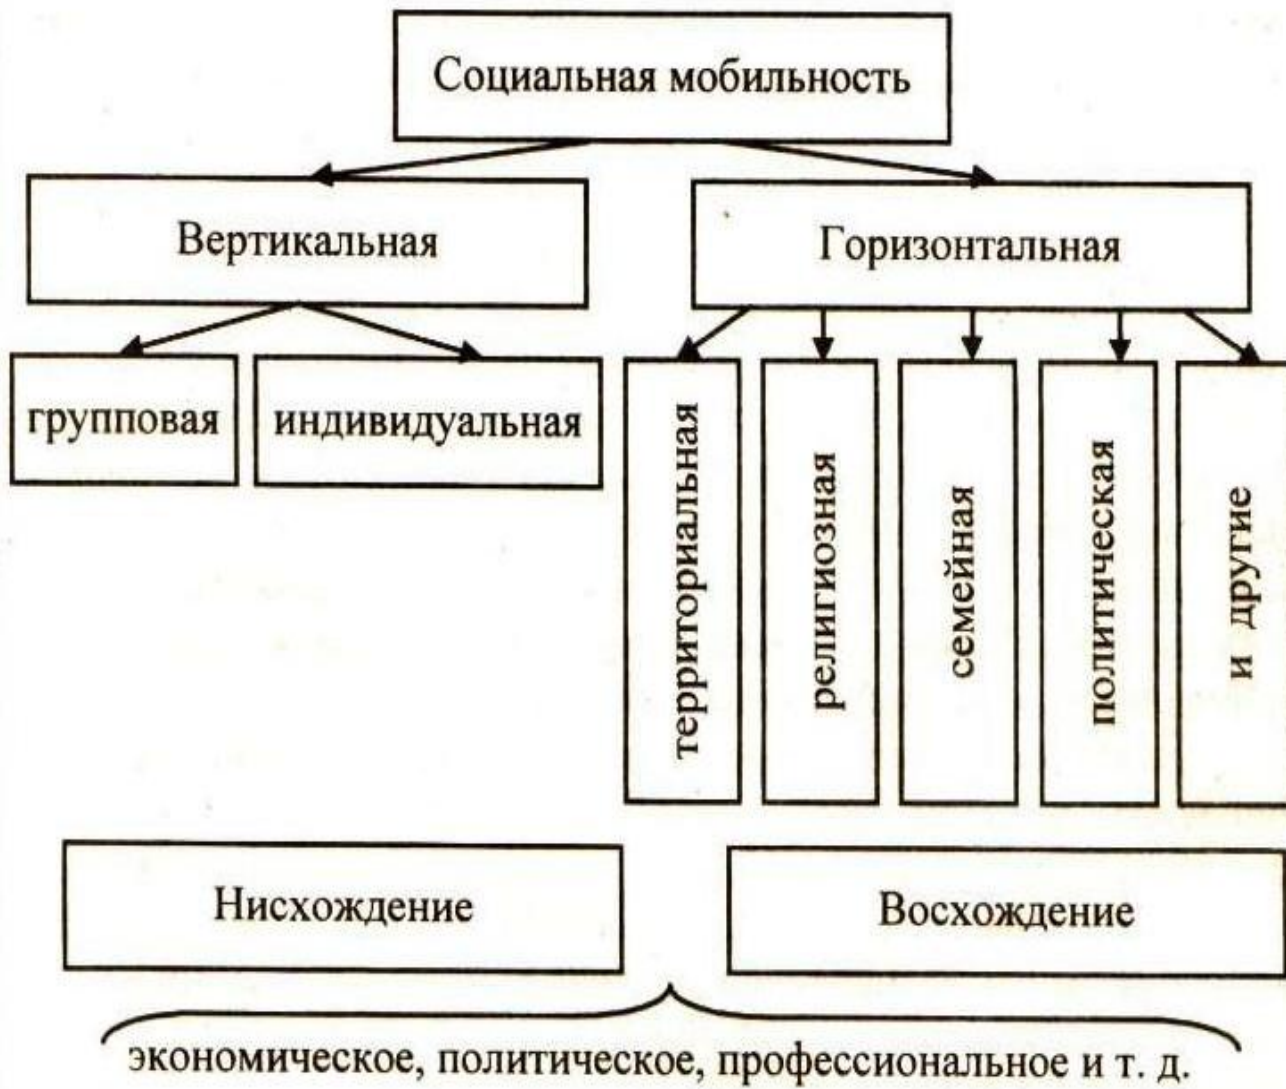 Социальная мобильность
Вертикальная
Горизонтальная
групповая
индивидуальная
территориальная
религиозная
семейная
политическая
и другие
Нисхождение
Восхождение
экономическое, политическое, профессиональное и т. д.